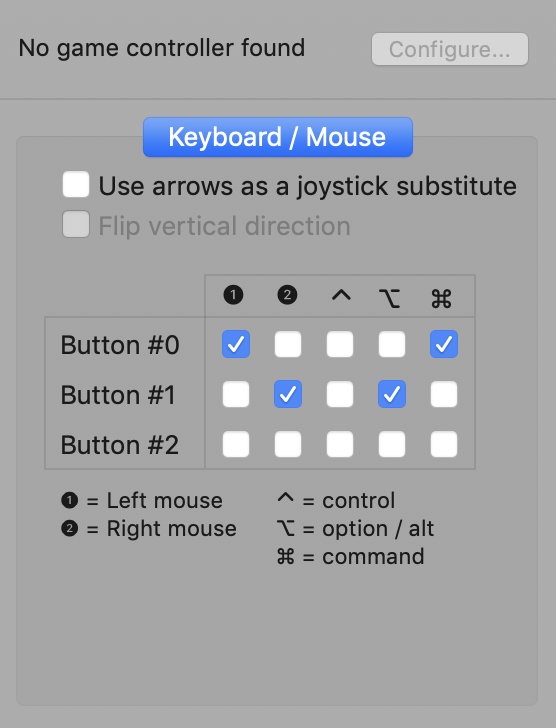 No game controller found
Configure...
Keyboard / Mouse
Use arrows as a joystick substitute
Flip vertical direction
❶ ❷ ⌃ ⌥ ⌘
Button #0
Button #1
Button #2
❶ = Left mouse
❷ = Right mouse
⌃ = control
⌥ = option / alt
⌘ = command